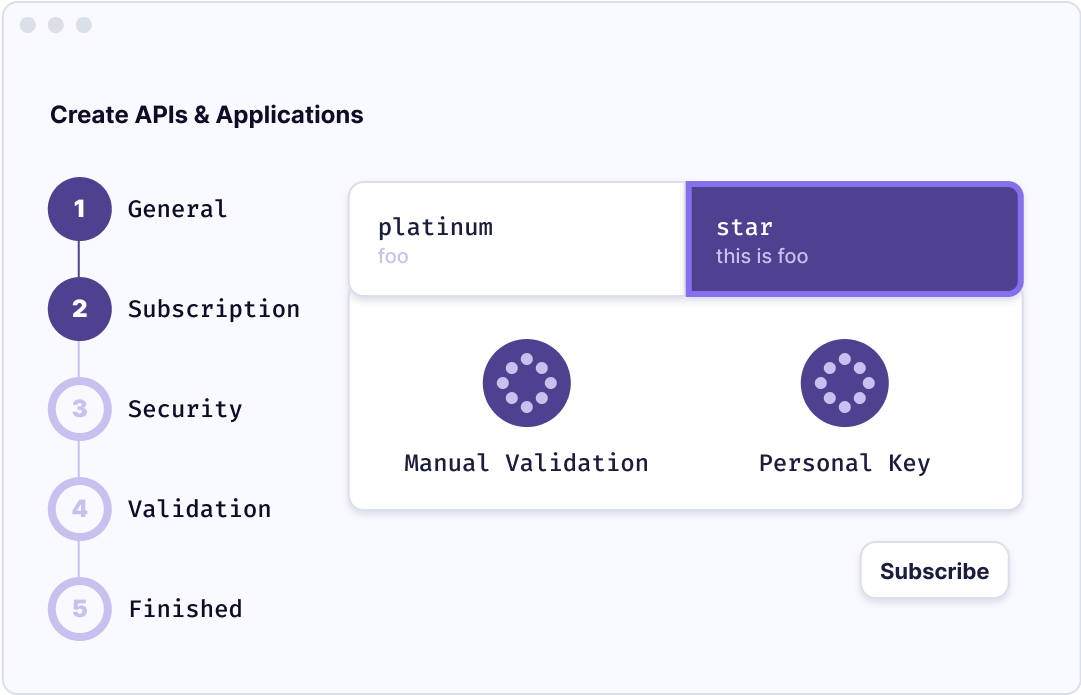 Create APIs & Applications
1 General
2 Subscription
3 Security
4 Validation
5 Finished
platinum
foo
star
this is foo
Manual Validation
Personal Key
Subscribe